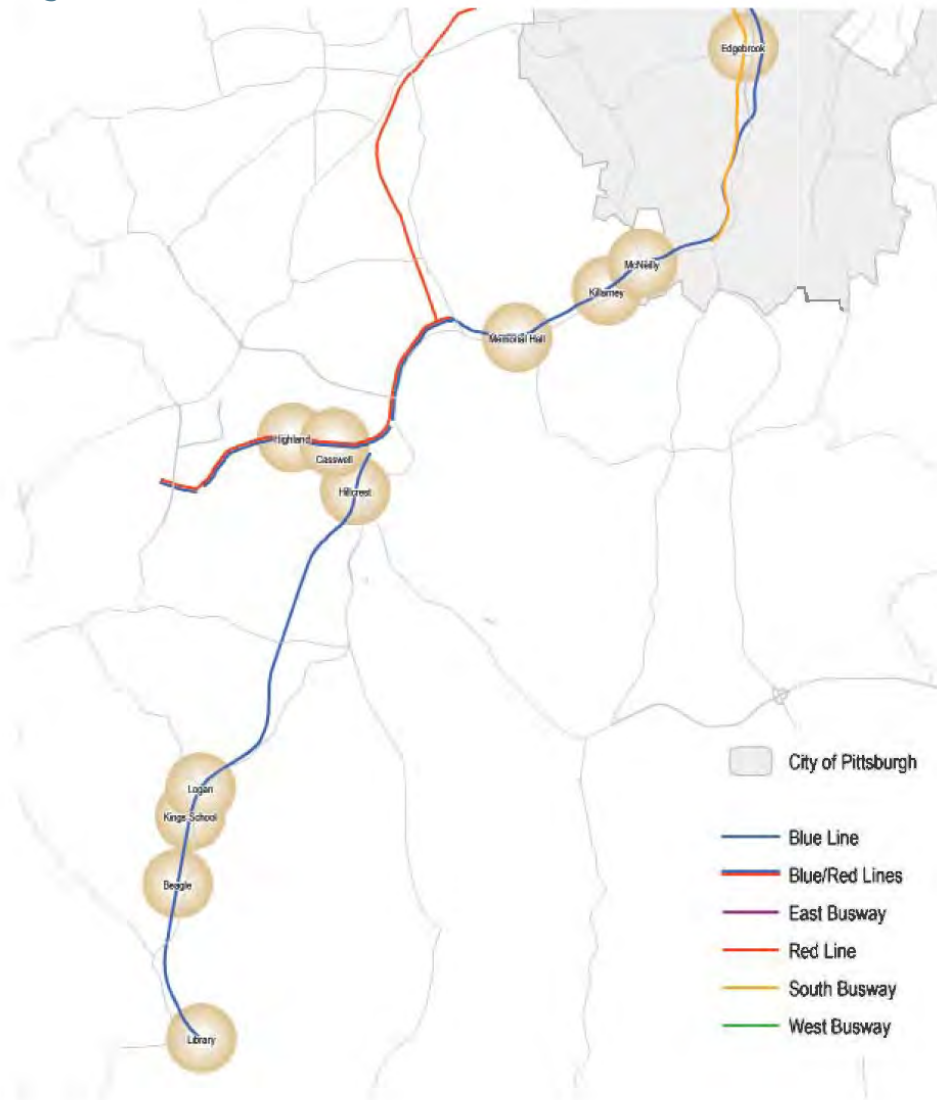 Edgebrook
McNeilly
Killarney
Memorial Hall
Highland
Casswell
Hillcrest
Logan
Kings School
Beagle
Library
City of Pittsburgh
Blue Line
Blue/Red Lines
East Busway
Red Line
South Busway
West Busway